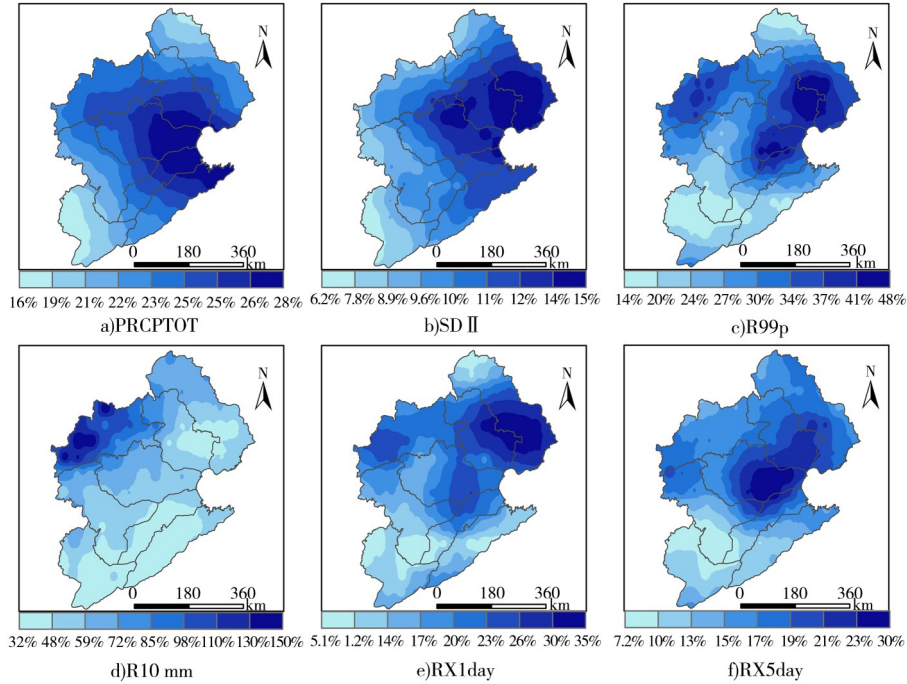 N
N
N
0 180 360
km
0 180 360
km
0 180 360
km
16% 19% 21% 22% 23% 25% 25% 26% 28%
6.2% 7.8% 8.9% 9.6% 10% 11% 12% 14% 15%
14% 20% 24% 27% 30% 34% 37% 41% 48%
a)PRCPTOT
b)SD II
c)R99p
N
N
N
0 180 360
km
0 180 360
km
0 180 360
km
32% 48% 59% 72% 85% 98% 110% 130% 150%
5.1% 1.2% 14% 17% 20% 23% 26% 30% 35%
7.2% 10% 13% 15% 17% 19% 21% 23% 30%
d)R10 mm
e)RX1day
f)RX5day